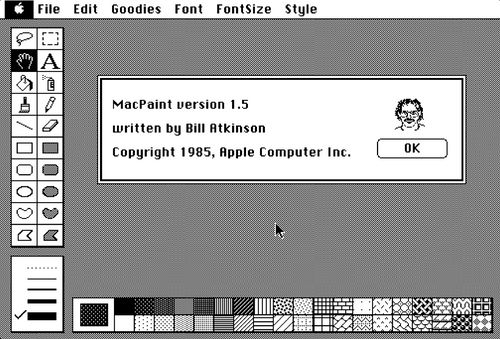 File Edit Goodies Font FontSize Style
A
MacPaint version 1.5
written by Bill Atkinson
Copyright 1985, Apple Computer Inc.
OK